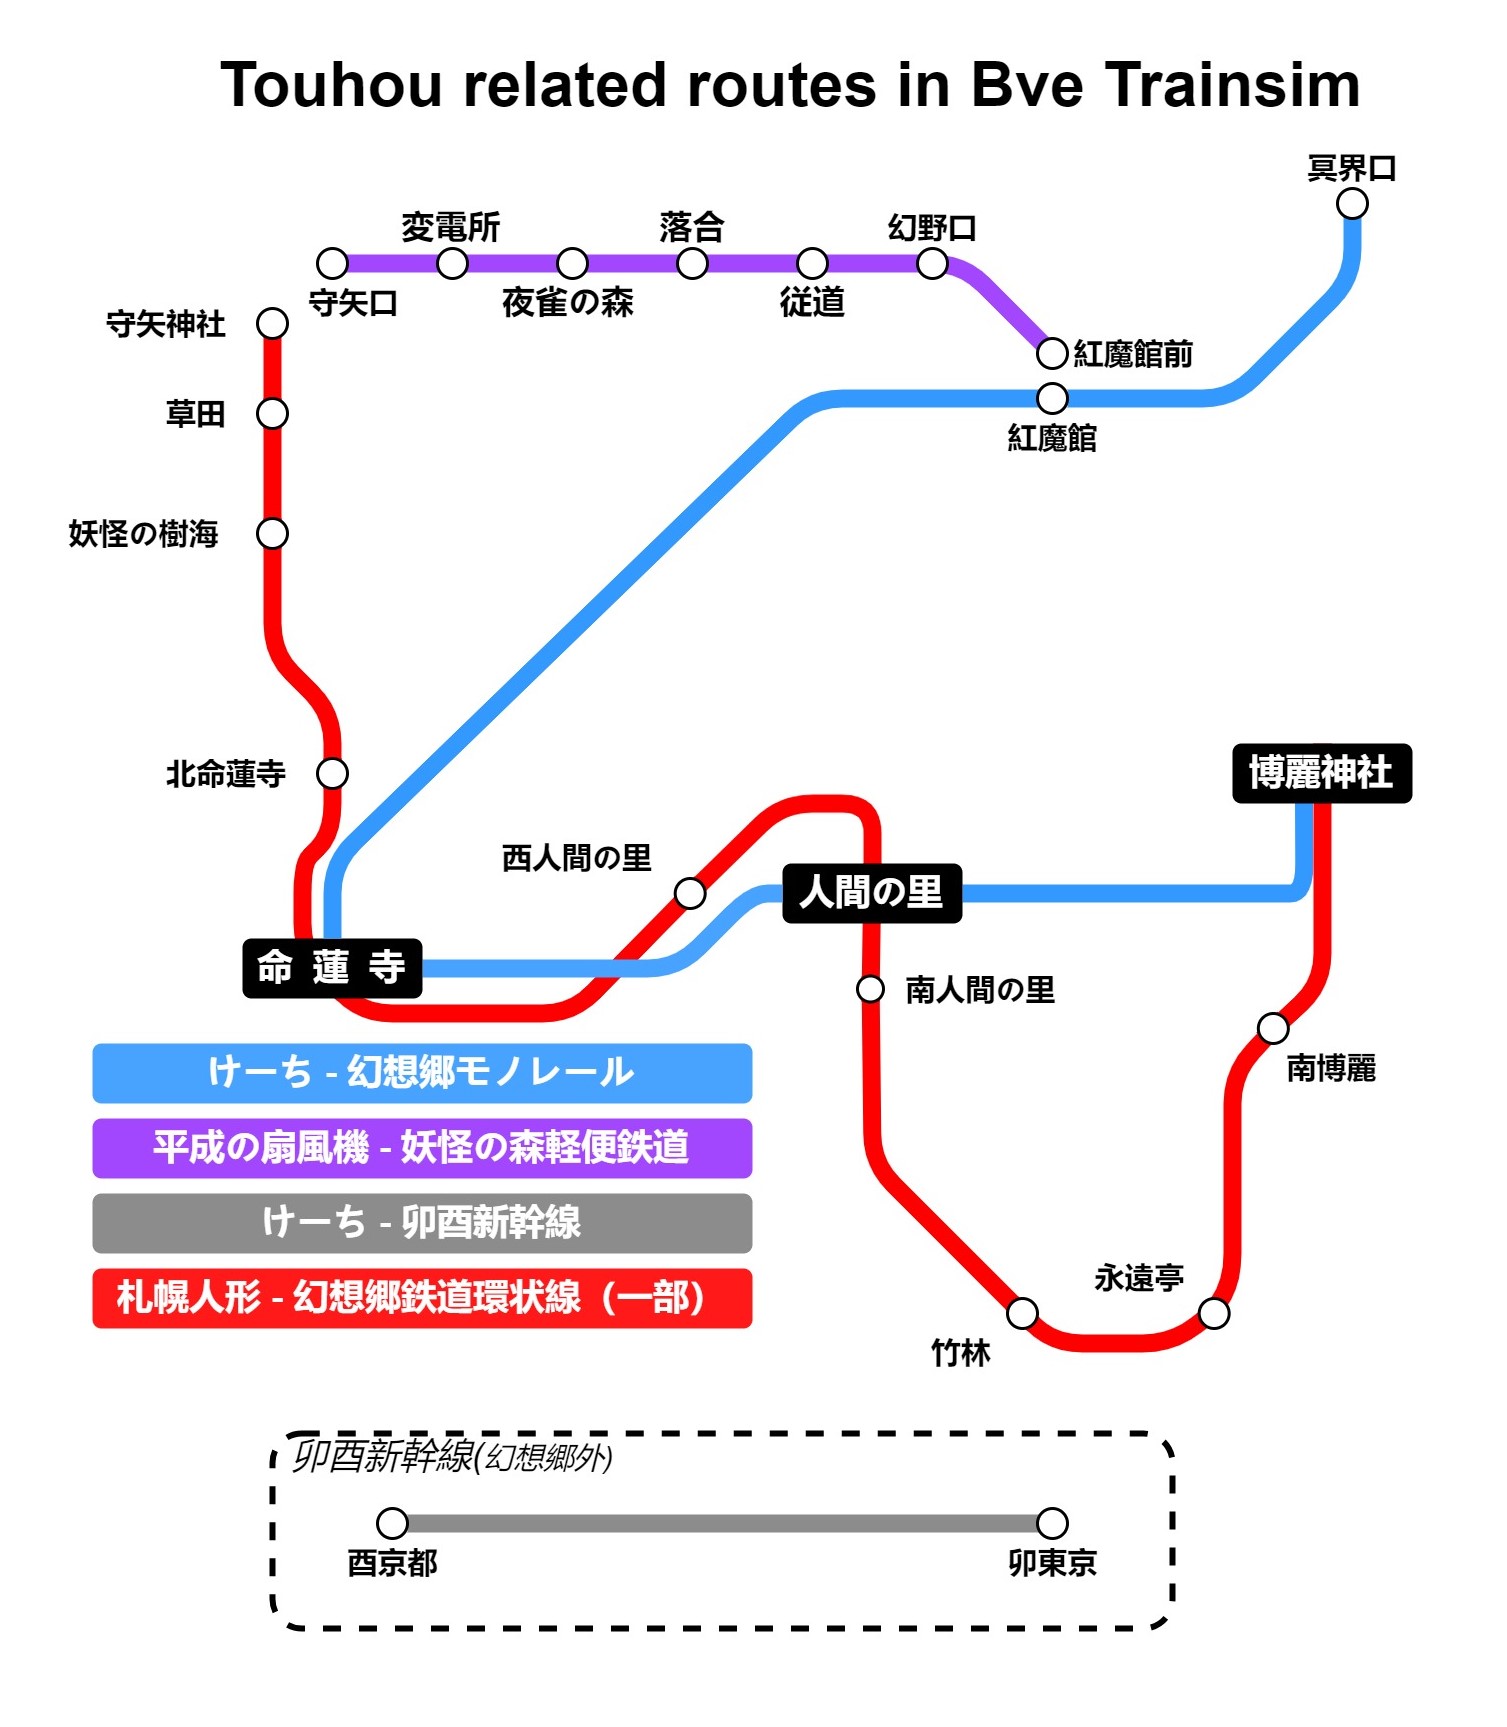 Touhou related routes in Bve Trainsim
冥界口
変電所
落合
幻野口
守矢口
夜雀の森
従道
守矢神社
紅魔館前
草田
紅魔館
妖怪の樹海
北命蓮寺
博麗神社
西人間の里
人間の里
命 蓮 寺
南人間の里
けーち - 幻想郷モノレール
南博麗
平成の扇風機 - 妖怪の森軽便鉄道
けーち - 卯酉新幹線
札幌人形 - 幻想郷鉄道環状線（一部）
永遠亭
竹林
卯酉新幹線(幻想郷外)
酉京都
卯東京